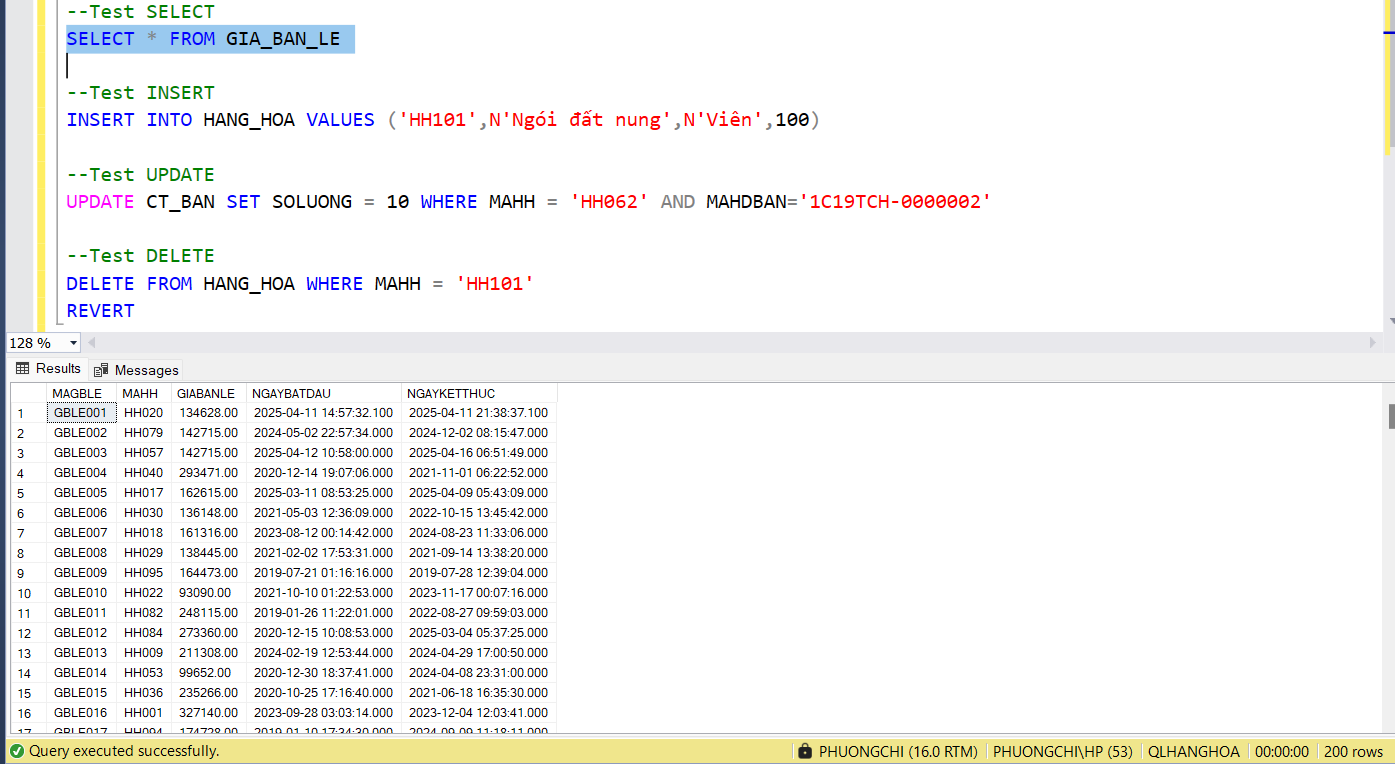 --Test SELECT
SELECT * FROM GIA_BAN_LE
--Test INSERT
INSERT INTO HANG_HOA VALUES ('HH101',N'Ngói đất nung',N'Viên',100)
--Test UPDATE
UPDATE CT_BAN SET SOLUONG = 10 WHERE MAHH = 'HH062' AND MAHDBAN='1C19TCH-0000002'
--Test DELETE
DELETE FROM HANG_HOA WHERE MAHH = 'HH101'
REVERT
128 %
Results Messages
MAGBLE MAHH GIABANLE NGAYBATDAU NGAYKETTHUC
1 GBLE001 HH020 134628.00 2025-04-11 14:57:32.100 2025-04-11 21:38:37.100
2 GBLE002 HH079 142715.00 2024-05-02 22:57:34.000 2024-12-02 08:15:47.000
3 GBLE003 HH057 142715.00 2025-04-12 10:58:00.000 2025-04-16 06:51:49.000
4 GBLE004 HH040 293471.00 2020-12-14 19:07:06.000 2021-11-01 06:22:52.000
5 GBLE005 HH017 162615.00 2025-03-11 08:53:25.000 2025-04-09 05:43:09.000
6 GBLE006 HH030 136148.00 2021-05-03 12:36:09.000 2022-10-15 13:45:42.000
7 GBLE007 HH018 161316.00 2023-08-12 00:14:42.000 2024-08-23 11:33:06.000
8 GBLE008 HH029 138445.00 2021-02-02 17:53:31.000 2021-09-14 13:38:20.000
9 GBLE009 HH095 164473.00 2019-07-21 01:16:16.000 2019-07-28 12:39:04.000
10 GBLE010 HH022 93090.00 2021-10-10 01:22:53.000 2023-11-17 00:07:16.000
11 GBLE011 HH082 248115.00 2019-01-26 11:22:01.000 2022-08-27 09:59:03.000
12 GBLE012 HH084 273360.00 2020-12-15 10:08:53.000 2025-03-04 05:37:25.000
13 GBLE013 HH009 211308.00 2024-02-19 12:53:44.000 2024-04-29 17:00:50.000
14 GBLE014 HH053 99652.00 2020-12-30 18:37:41.000 2024-04-08 23:31:00.000
15 GBLE015 HH036 235266.00 2020-10-25 17:16:40.000 2021-06-18 16:35:30.000
16 GBLE016 HH001 327140.00 2023-09-28 03:03:14.000 2023-12-04 12:03:41.000
17 GBLE017 HH094 174728.00 2019-01-10 17:34:30.000 2024-09-09 11:18:11.000
Query executed successfully. PHUONGCHI (16.0 RTM) PHUONGCHI\HP (53) QLHANGHOA 00:00:00 200 rows